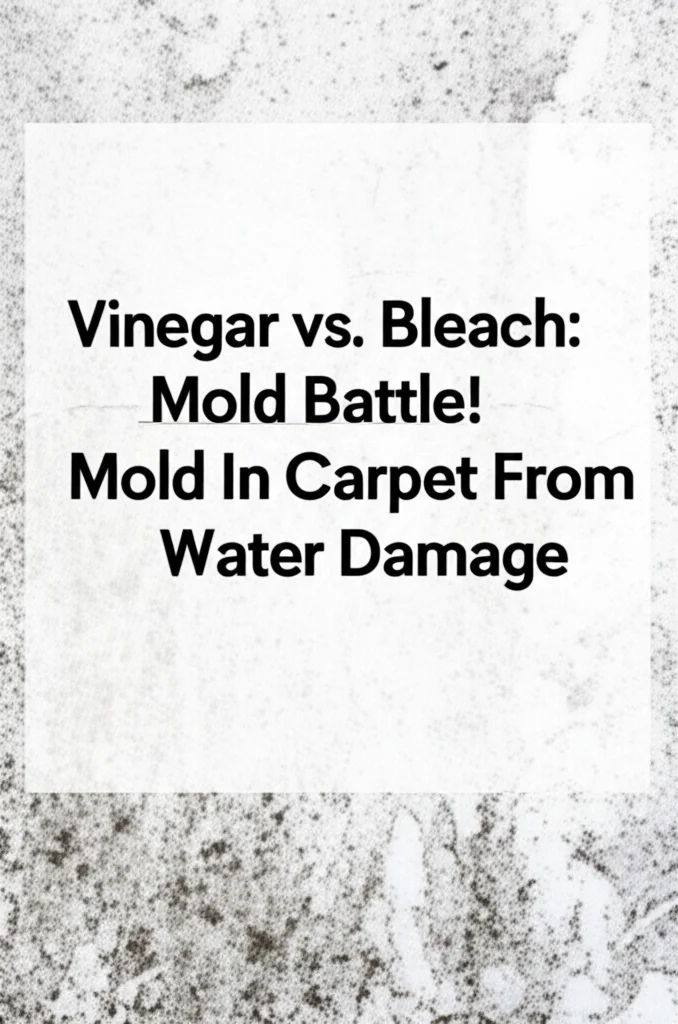 Vinegar vs. Bleach:
Mold Battle!
Mold In Carpet From
Water Damage